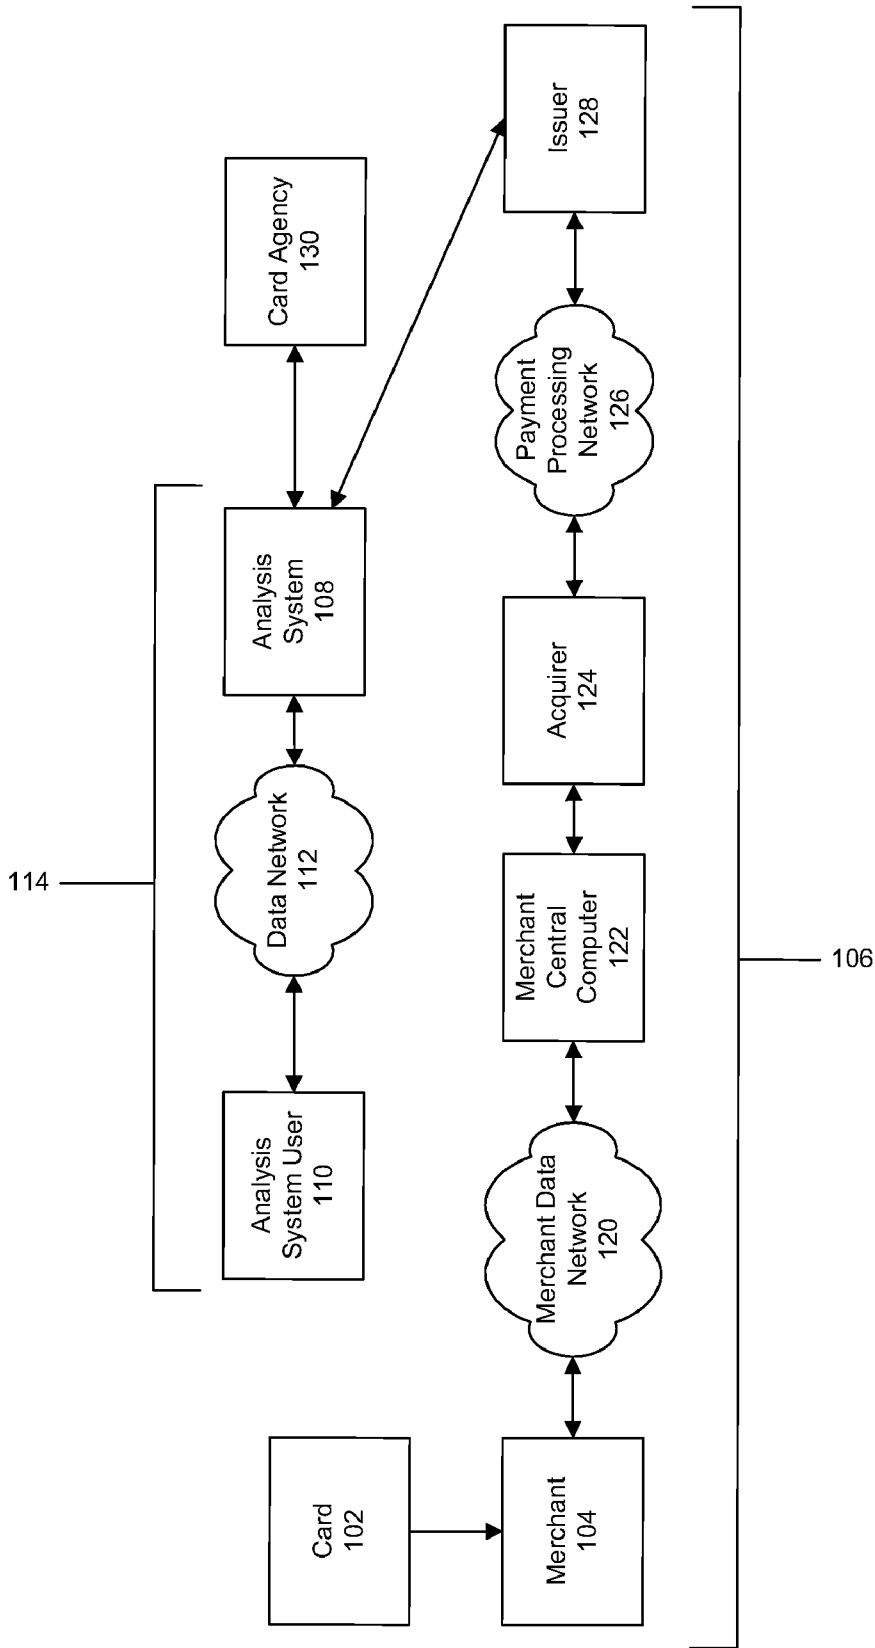 114
Analysis
System User
110
Data Network
112
Analysis
System
108
Card Agency
130
Card
102
Merchant
104
Merchant Data
Network
120
Merchant
Central
Computer
122
Acquirer
124
Payment
Processing
Network
126
Issuer
128
106